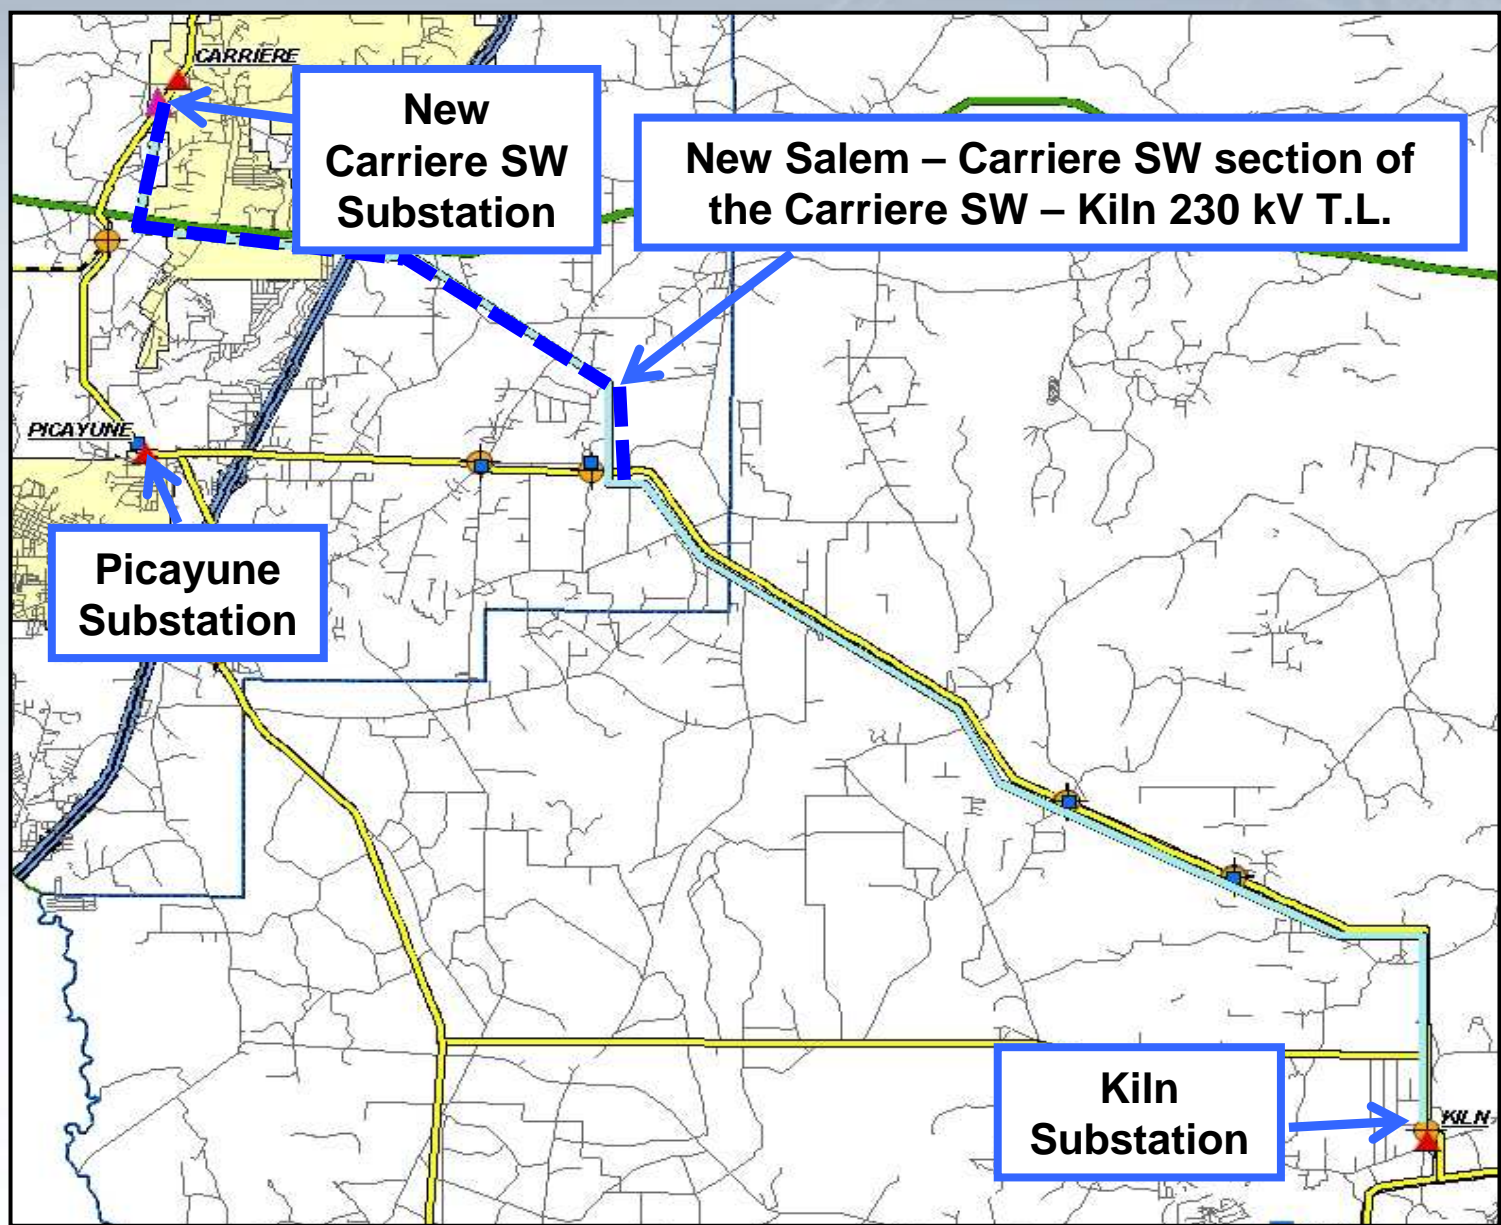 CARRIERE
New
Carriere SW
Substation
New Salem – Carriere SW section of
the Carriere SW – Kiln 230 kV T.L.
PICAYUNE
Picayune
Substation
Kiln
Substation
KILN